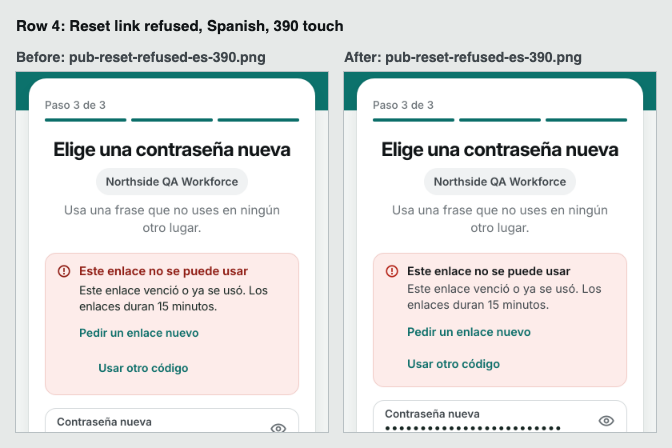 Row 4: Reset link refused, Spanish, 390 touch
Before: pub-reset-refused-es-390.png
Paso 3 de 3
Elige una contraseña nueva
Northside QA Workforce
Usa una frase que no uses en ningún
otro lugar.
Este enlace no se puede usar
Este enlace venció o ya se usó. Los
enlaces duran 15 minutos.
Pedir un enlace nuevo
Usar otro código
Contraseña nueva
After: pub-reset-refused-es-390.png
Paso 3 de 3
Elige una contraseña nueva
Northside QA Workforce
Usa una frase que no uses en ningún
otro lugar.
Este enlace no se puede usar
Este enlace venció o ya se usó. Los
enlaces duran 15 minutos.
Pedir un enlace nuevo
Usar otro código
Contraseña nueva